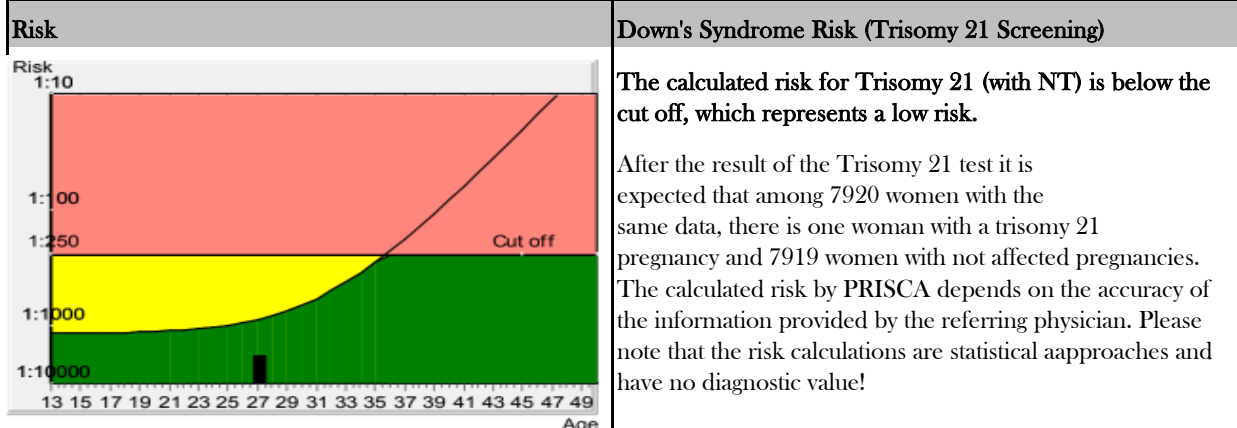 Risk
Down's Syndrome Risk (Trisomy 21 Screening)
Risk
1:10
1:100
1:250
Cut off
1:1000
1:10000
13 15 17 19 21 23 25 27 29 31 33 35 37 39 41 43 45 47 49
Age
The calculated risk for Trisomy 21 (with NT) is below the
cut off, which represents a low risk.
After the result of the Trisomy 21 test it is
expected that among 7920 women with the
same data, there is one woman with a trisomy 21
pregnancy and 7919 women with not affected pregnancies.
The calculated risk by PRISCA depends on the accuracy of
the information provided by the referring physician. Please
note that the risk calculations are statistical aapproaches and
have no diagnostic value!